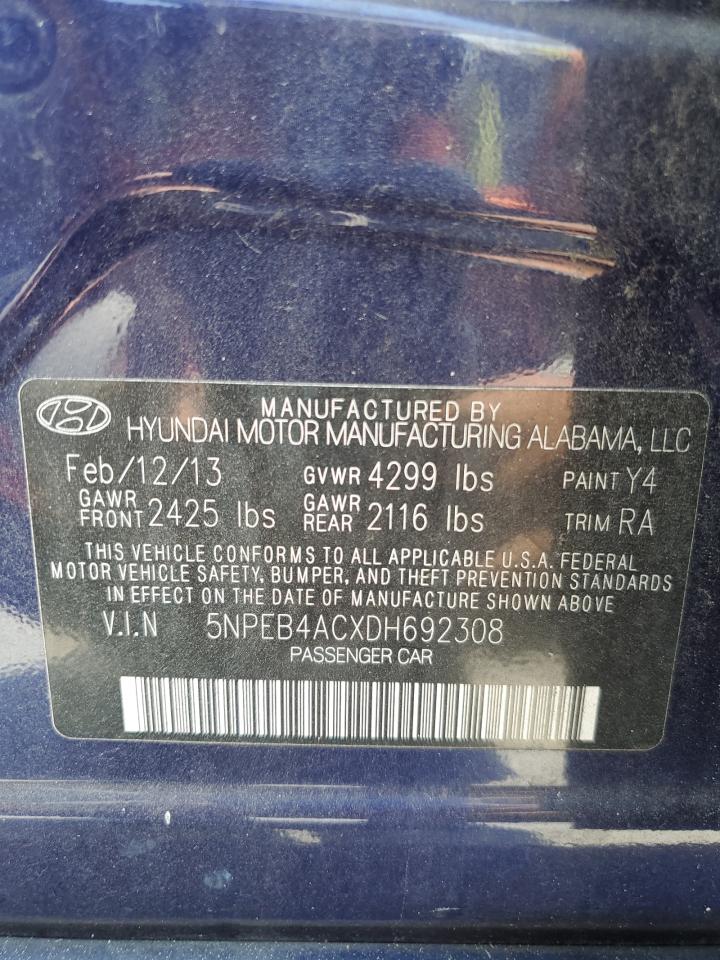 MANUFACTURED BY
HYUNDAI MOTOR MANUFACTURING ALABAMA, LLC
Feb/12/13 GVWR 4299 lbs PAINT Y4
GAWR FRONT 2425 lbs GAWR REAR 2116 lbs TRIM RA
THIS VEHICLE CONFORMS TO ALL APPLICABLE U.S.A. FEDERAL
MOTOR VEHICLE SAFETY, BUMPER, AND THEFT PREVENTION STANDARDS
IN EFFECT ON THE DATE OF MANUFACTURE SHOWN ABOVE
V.I.N 5NPEB4ACXDH692308
PASSENGER CAR